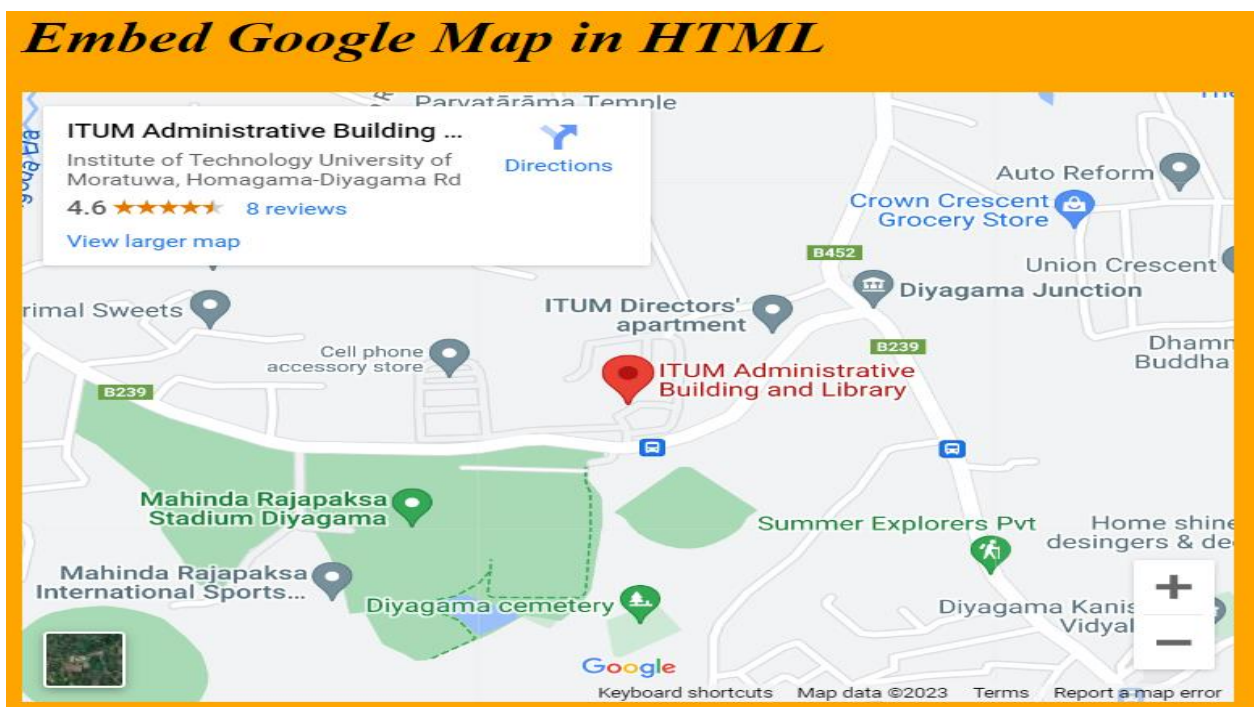 Embed Google Map in HTML
Parvatārāma Temple
ITUM Administrative Building ...
Institute of Technology University of
Moratuwa, Homagama-Diyagama Rd
4.6
8 reviews
View larger map
Directions
Auto Reform
Crown Crescent
Grocery Store
B452
Union Crescent
Diyagama Junction
ITUM Directors'
apartment
rimal Sweets
Cell phone
accessory store
B239
Dhamm
Buddha
ITUM Administrative
Building and Library
B239
Mahinda Rajapaksa
Stadium Diyagama
Summer Explorers Pvt
Home shine
desingers & de
Mahinda Rajapaksa
International Sports...
Diyagama cemetery
Diyagama Kanis
Vidyal
+
−
Google
Keyboard shortcuts Map data ©2023 Terms Report a map error